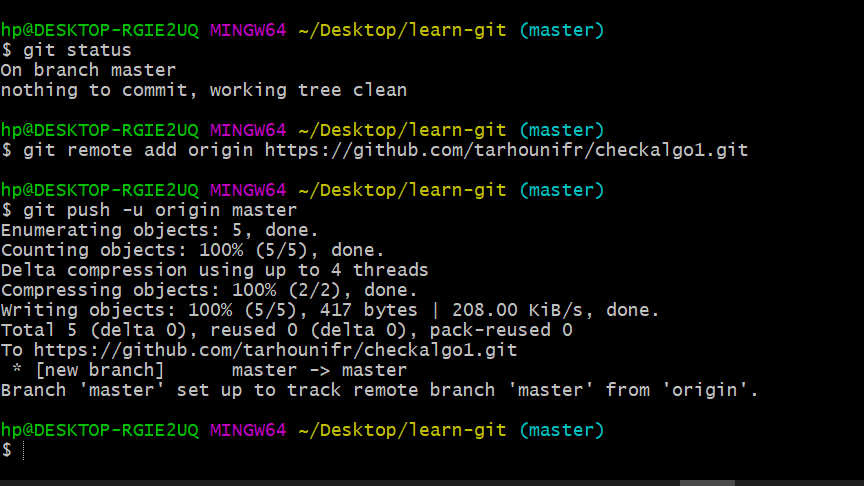 hp@DESKTOP-RGIE2UQ MINGW64 ~/Desktop/learn-git (master)
$ git status
On branch master
nothing to commit, working tree clean
hp@DESKTOP-RGIE2UQ MINGW64 ~/Desktop/learn-git (master)
$ git remote add origin https://github.com/tarhounifr/checkalgo1.git
hp@DESKTOP-RGIE2UQ MINGW64 ~/Desktop/learn-git (master)
$ git push -u origin master
Enumerating objects: 5, done.
Counting objects: 100% (5/5), done.
Delta compression using up to 4 threads
Compressing objects: 100% (2/2), done.
Writing objects: 100% (5/5), 417 bytes | 208.00 KiB/s, done.
Total 5 (delta 0), reused 0 (delta 0), pack-reused 0
To https://github.com/tarhounifr/checkalgo1.git
 * [new branch]      master -> master
Branch 'master' set up to track remote branch 'master' from 'origin'.
hp@DESKTOP-RGIE2UQ MINGW64 ~/Desktop/learn-git (master)
$